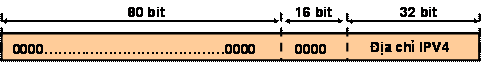 80 bit 16 bit 32 bit
0000......................................0000 0000 Địa chỉ IPV4